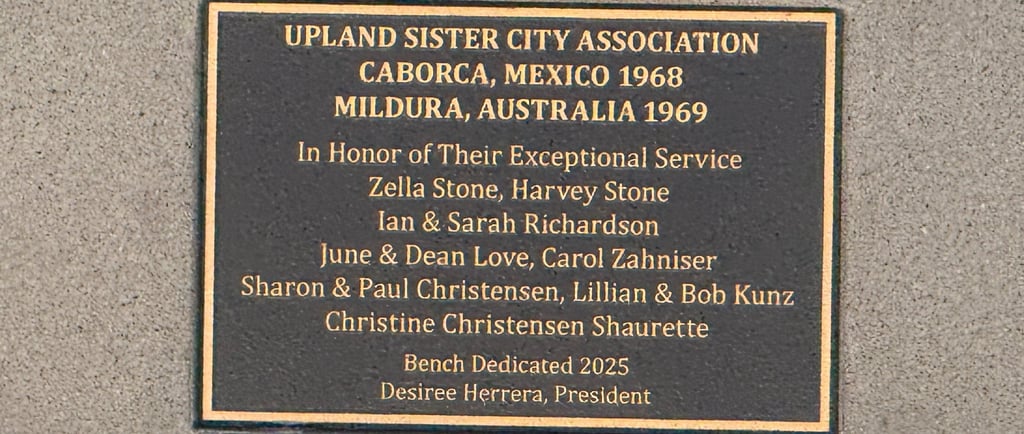 UPLAND SISTER CITY ASSOCIATION
CABORCA, MEXICO 1968
MILDURA, AUSTRALIA 1969
In Honor of Their Exceptional Service
Zella Stone, Harvey Stone
Ian & Sarah Richardson
June & Dean Love, Carol Zahniser
Sharon & Paul Christensen, Lillian & Bob Kunz
Christine Christensen Shaurette
Bench Dedicated 2025
Desiree Herrera, President